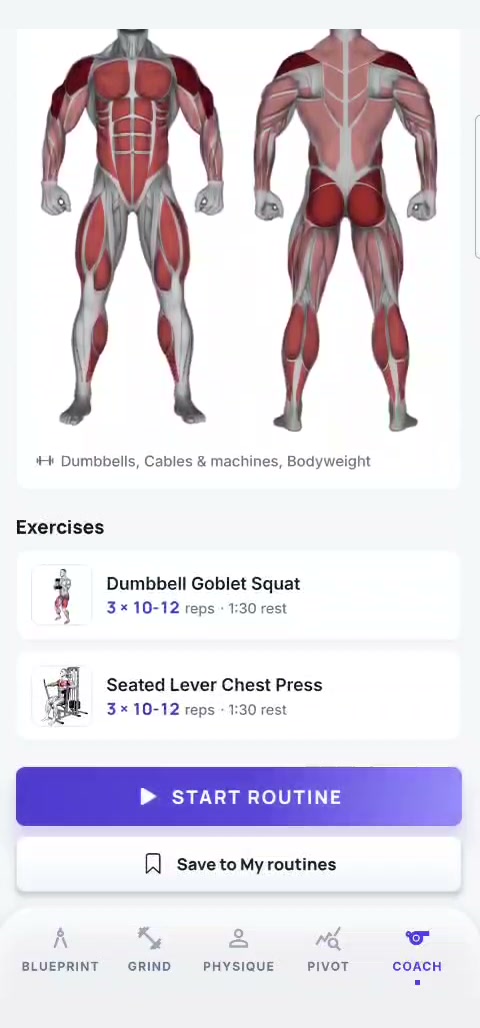 Dumbbells, Cables & machines, Bodyweight
Exercises
Dumbbell Goblet Squat
3 × 10-12 reps · 1:30 rest
Seated Lever Chest Press
3 × 10-12 reps · 1:30 rest
START ROUTINE
Save to My routines
BLUEPRINT GRIND PHYSIQUE PIVOT COACH